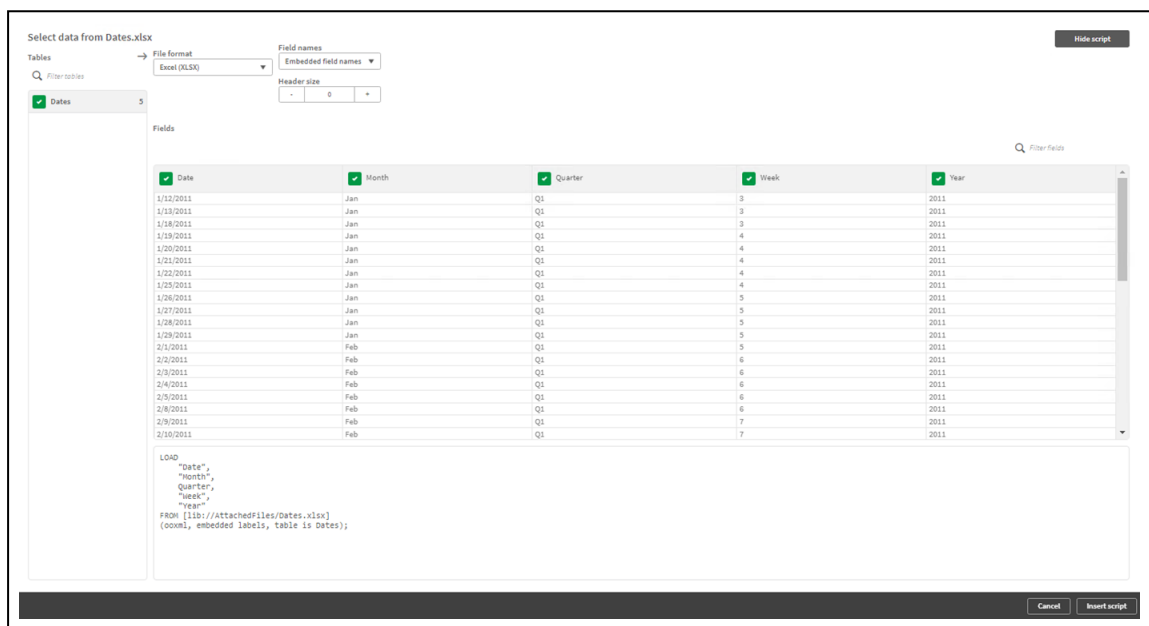 Select data from Dates.xlsx
Hide script
Tables
File format
Field names
Excel (XLSX)
Embedded field names
Filter tables
Header size
- 0 +
Dates 5
Fields
Filter fields
Date Month Quarter Week Year
1/12/2011 Jan Q1 3 2011
1/13/2011 Jan Q1 3 2011
1/18/2011 Jan Q1 3 2011
1/19/2011 Jan Q1 4 2011
1/20/2011 Jan Q1 4 2011
1/21/2011 Jan Q1 4 2011
1/22/2011 Jan Q1 4 2011
1/25/2011 Jan Q1 4 2011
1/26/2011 Jan Q1 5 2011
1/27/2011 Jan Q1 5 2011
1/28/2011 Jan Q1 5 2011
1/29/2011 Jan Q1 5 2011
2/1/2011 Feb Q1 5 2011
2/2/2011 Feb Q1 6 2011
2/3/2011 Feb Q1 6 2011
2/4/2011 Feb Q1 6 2011
2/5/2011 Feb Q1 6 2011
2/8/2011 Feb Q1 6 2011
2/9/2011 Feb Q1 7 2011
2/10/2011 Feb Q1 7 2011
LOAD
"Date",
"Month",
Quarter,
"Week",
"Year"
FROM [lib://AttachedFiles/Dates.xlsx]
(ooxml, embedded labels, table is Dates);
Cancel
Insert script